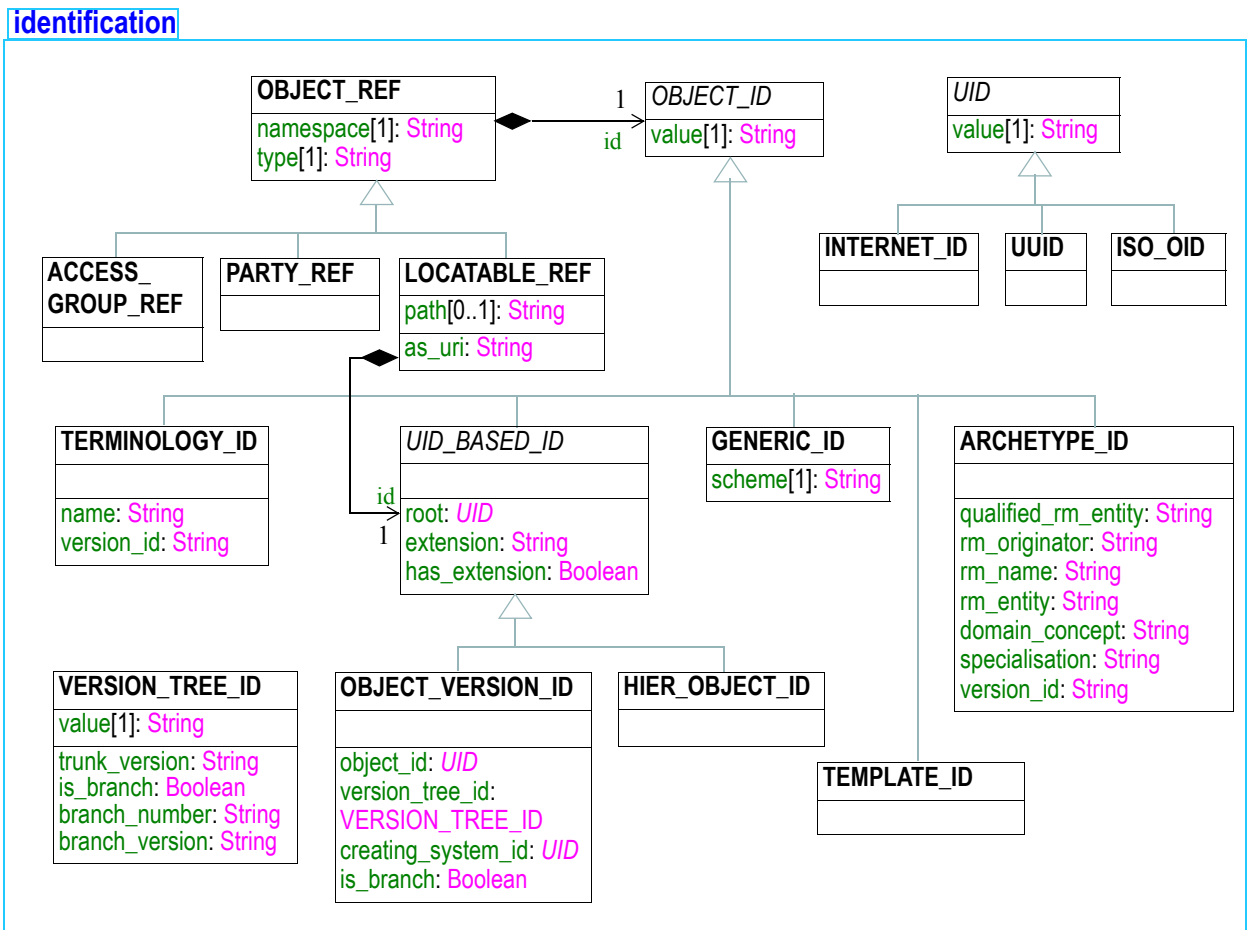 identification
OBJECT_REF
namespace[1]: String
type[1]: String
1
id
OBJECT_ID
value[1]: String
UID
value[1]: String
INTERNET_ID
UUID
ISO_OID
ACCESS_
GROUP_REF
PARTY_REF
LOCATABLE_REF
path[0..1]: String
as_uri: String
TERMINOLOGY_ID
name: String
version_id: String
id
1
UID_BASED_ID
root: UID
extension: String
has_extension: Boolean
GENERIC_ID
scheme[1]: String
ARCHETYPE_ID
qualified_rm_entity: String
rm_originator: String
rm_name: String
rm_entity: String
domain_concept: String
specialisation: String
version_id: String
VERSION_TREE_ID
value[1]: String
trunk_version: String
is_branch: Boolean
branch_number: String
branch_version: String
OBJECT_VERSION_ID
object_id: UID
version_tree_id:
VERSION_TREE_ID
creating_system_id: UID
is_branch: Boolean
HIER_OBJECT_ID
TEMPLATE_ID